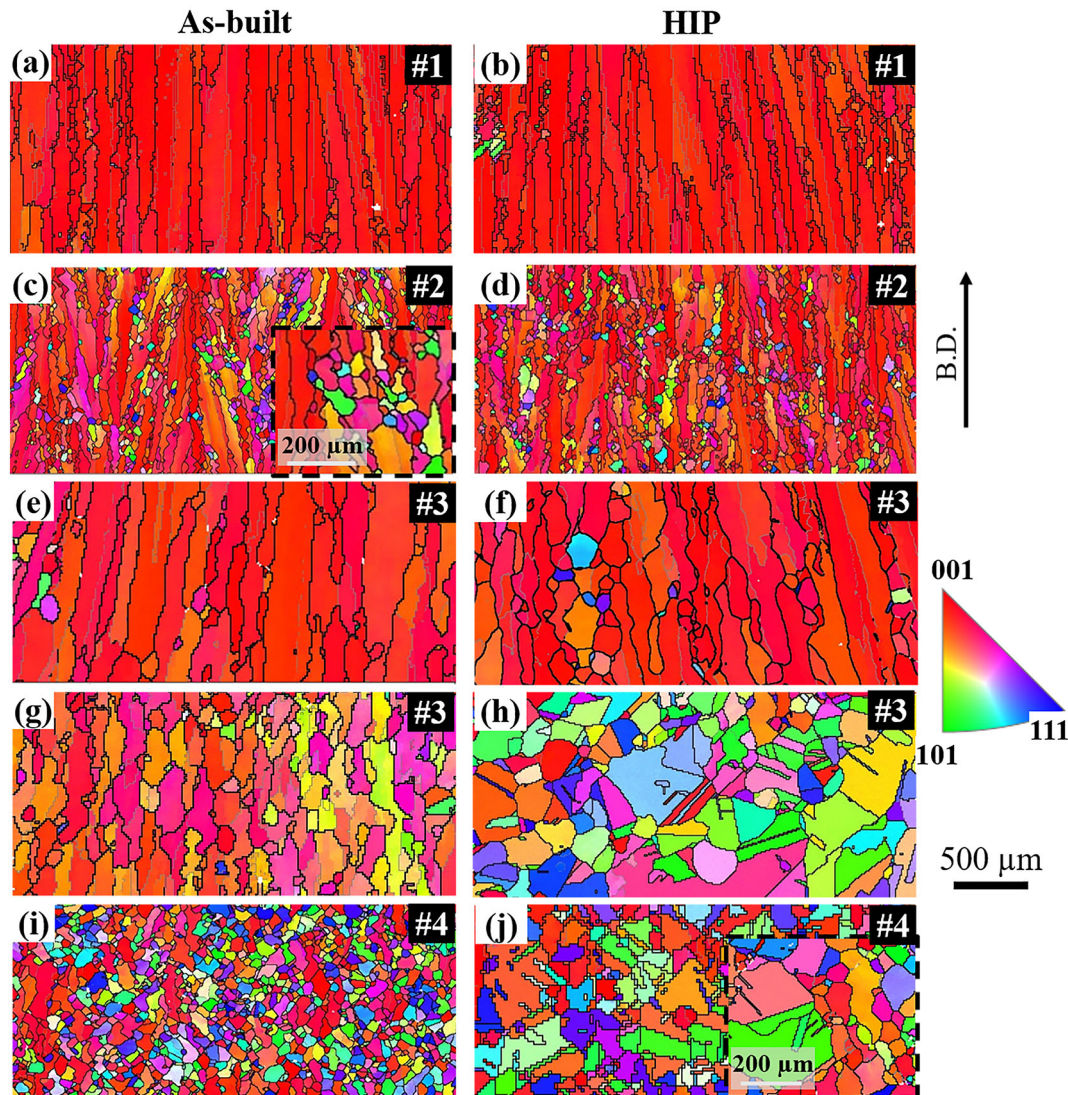 As-built HIP
(a) #1 (b) #1
(c) #2 (d) #2
200 µm
B.D.
(e) #3 (f) #3
001
111
101
(g) #3 (h) #3
500 µm
(i) #4 (j) #4
200 µm